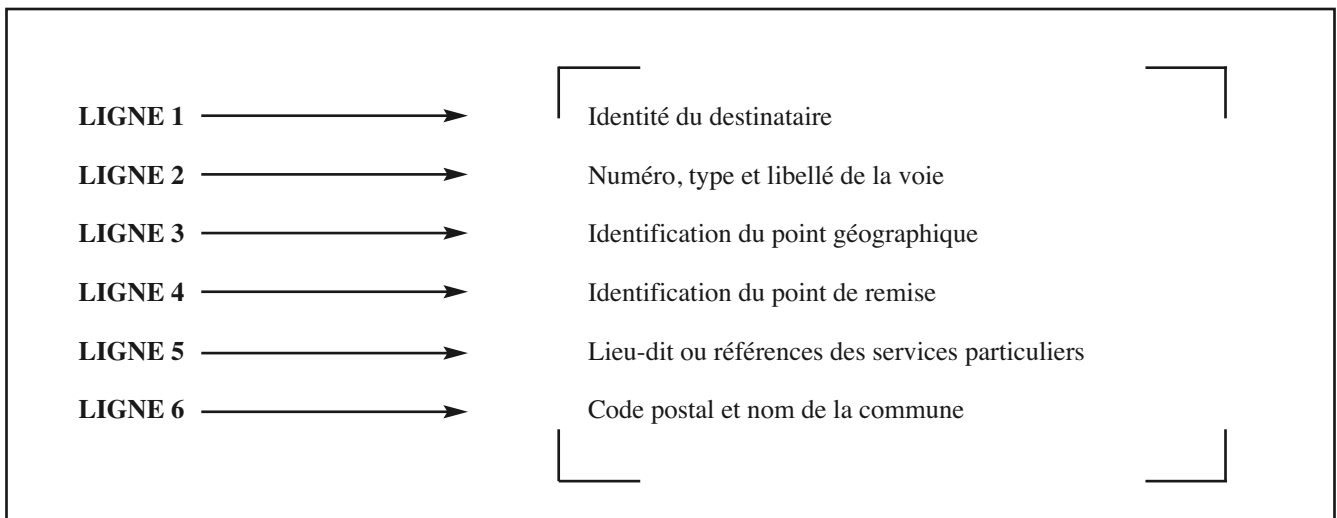 LIGNE 1 Identité du destinataire
LIGNE 2 Numéro, type et libellé de la voie
LIGNE 3 Identification du point géographique
LIGNE 4 Identification du point de remise
LIGNE 5 Lieu-dit ou références des services particuliers
LIGNE 6 Code postal et nom de la commune